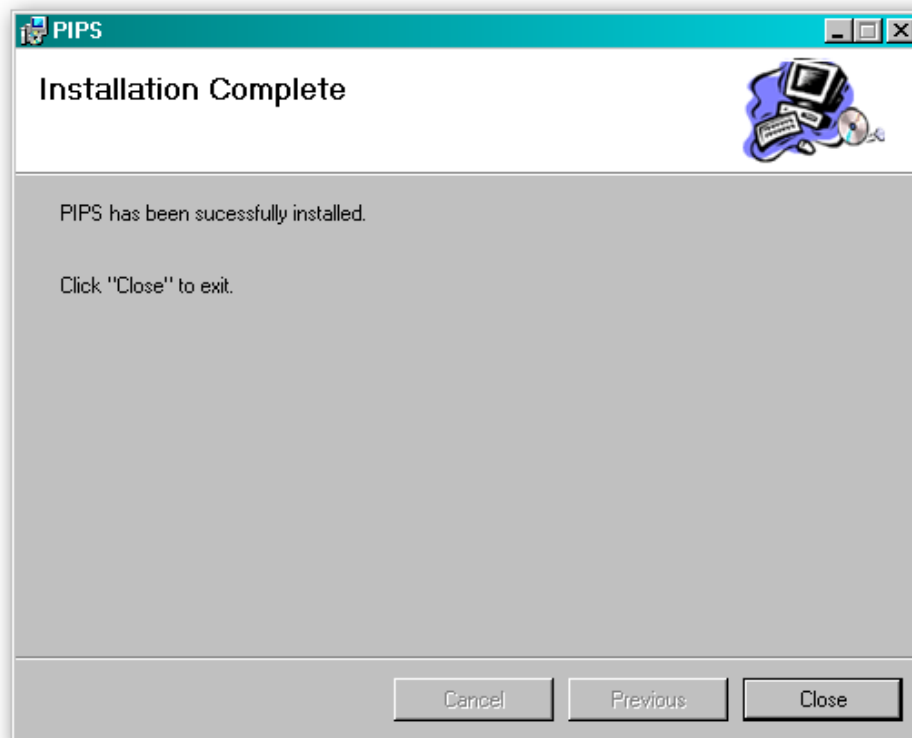 PIPS
Installation Complete
PIPS has been sucessfully installed.
Click "Close" to exit.
Cancel Previous Close